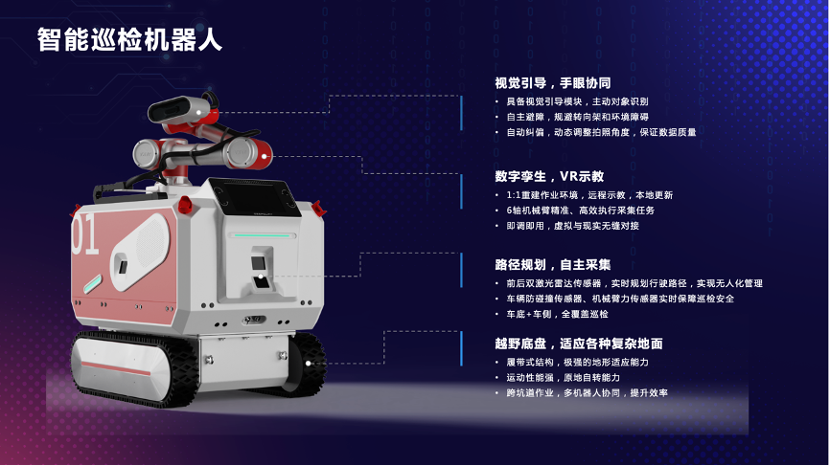 智能巡检机器人
视觉引导，手眼协同
• 具备视觉引导模块，主动对象识别
• 自主避障，规避转向架和环境障碍
• 自动纠偏，动态调整拍照角度，保证数据质量
数字孪生，VR示教
• 1:1重建作业环境，远程示教，本地更新
• 6轴机械臂精准、高效执行采集任务
• 即调即用，虚拟与现实无缝对接
路径规划，自主采集
• 前后双激光雷达传感器，实时规划行驶路径，实现无人化管理
• 车辆防碰撞传感器、机械臂力传感器实时保障巡检安全
• 车底+车侧，全覆盖巡检
越野底盘，适应各种复杂地面
• 履带式结构，极强的地形适应能力
• 运动性能强，原地自转能力
• 跨坑道作业，多机器人协同，提升效率
01